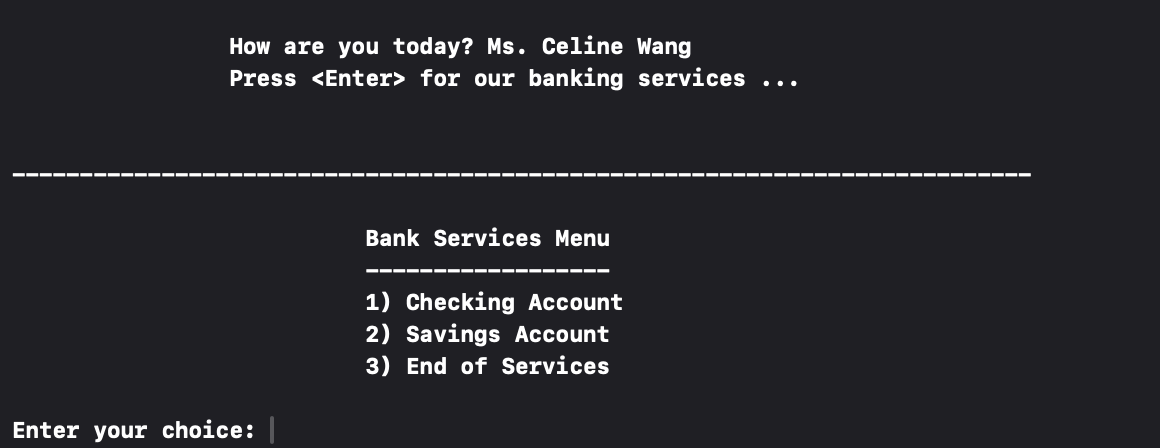 How are you today? Ms. Celine Wang
Press <Enter> for our banking services ...
---------------------------------------------------------------------------
Bank Services Menu
------------------
1) Checking Account
2) Savings Account
3) End of Services
Enter your choice: